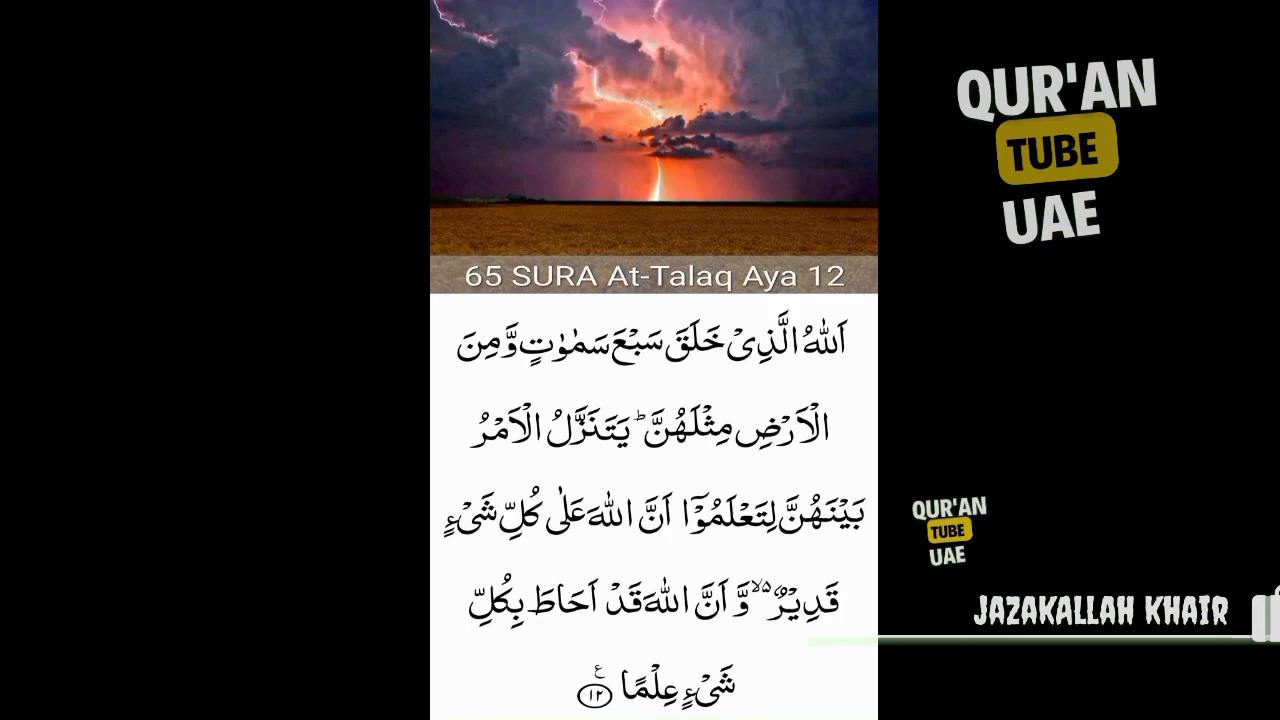 65 SURA At-Talaq Aya 12
اَللّٰهُ الَّذِىۡ خَلَقَ سَبۡعَ سَمٰوٰتٍ وَّمِنَ
الۡاَرۡضِ مِثۡلَهُنَّ ؕ يَتَنَزَّلُ الۡاَمۡرُ
بَيۡنَهُنَّ لِتَعۡلَمُوۡۤا اَنَّ اللّٰهَ عَلٰى كُلِّ شَىۡءٍ
قَدِيۡرٌ ۙ۬ وَّ اَنَّ اللّٰهَ قَدۡ اَحَاطَ بِكُلِّ
شَىۡءٍ عِلۡمًا ﴿۱۲﴾ ع
QUR'AN
TUBE
UAE
QUR'AN
TUBE
UAE
JAZAKALLAH KHAIR